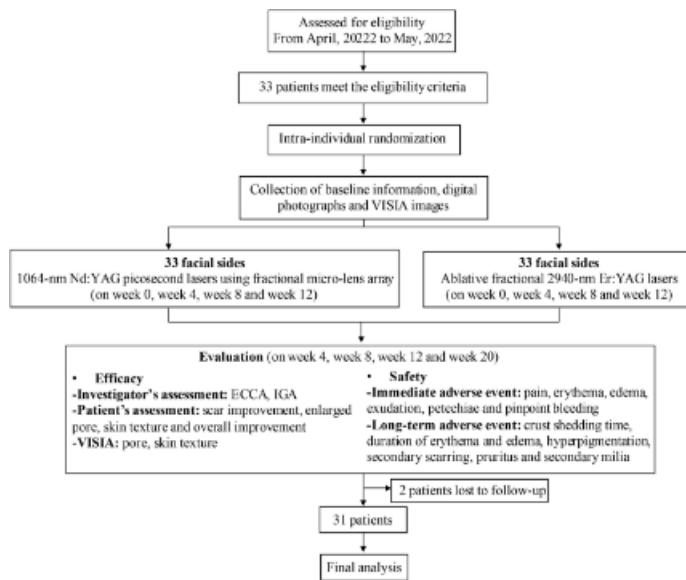 Assessed for eligibility
From April, 20222 to May, 2022
33 patients meet the eligibility criteria
Intra-individual randomization
Collection of baseline information, digital
photographs and VISIA images
33 facial sides
1064-nm Nd:YAG picosecond lasers using fractional micro-lens array
(on week 0, week 4, week 8 and week 12)
33 facial sides
Ablative fractional 2940-nm Er:YAG lasers
(on week 0, week 4, week 8 and week 12)
Evaluation (on week 4, week 8, week 12 and week 20)
• Efficacy
-Investigator's assessment: ECCA, IGA
-Patient's assessment: scar improvement, enlarged
pore, skin texture and overall improvement
-VISIA: pore, skin texture
• Safety
-Immediate adverse event: pain, erythema, edema,
exudation, petechiae and pinpoint bleeding
-Long-term adverse event: crust shedding time,
duration of erythema and edema, hyperpigmentation,
secondary scarring, pruritus and secondary milia
2 patients lost to follow-up
31 patients
Final analysis